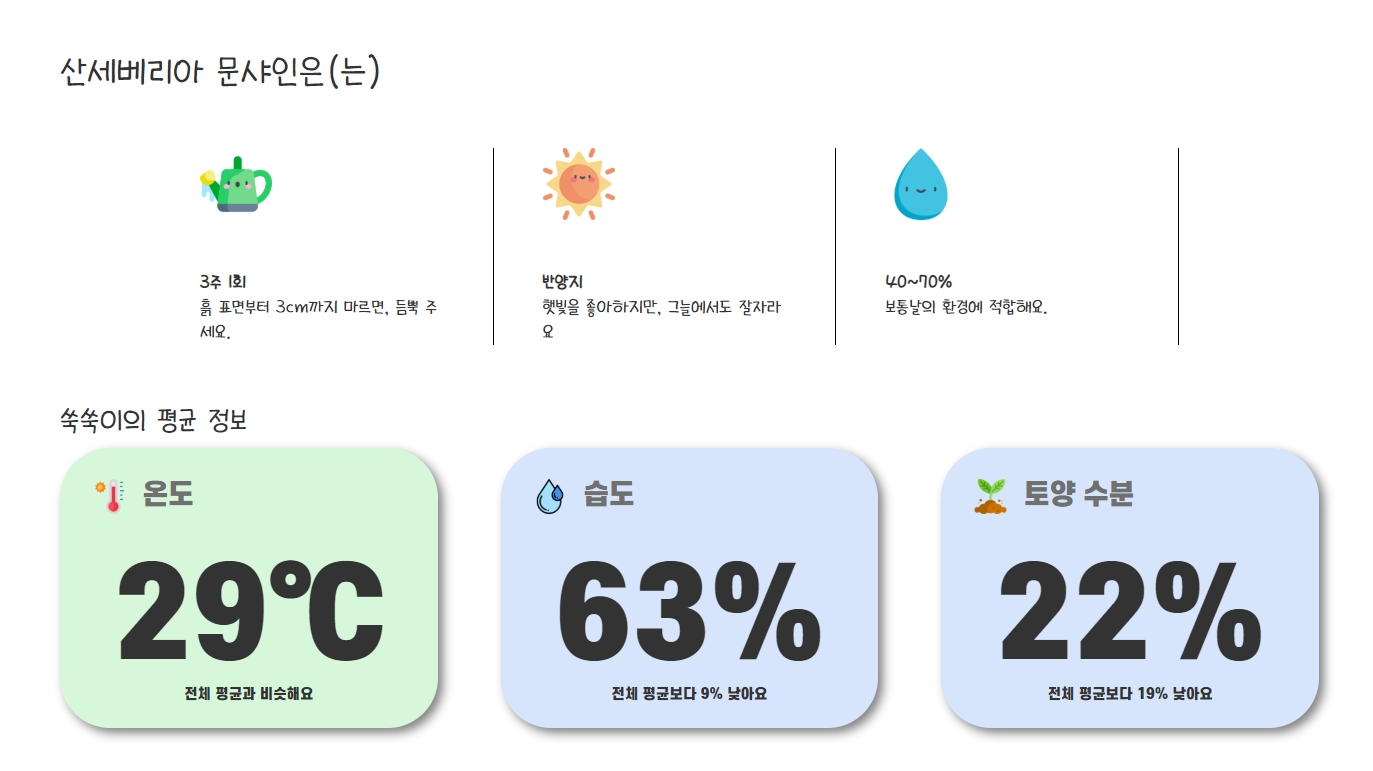 산세베리아 문샤인은(는)
3주 1회
흙 표면부터 3cm까지 마르면, 듬뿍 주
세요.
반양지
햇빛을 좋아하지만, 그늘에서도 잘자라
요
40~70%
보통날의 환경에 적합해요.
쑥쑥이의 평균 정보
온도
29℃
전체 평균과 비슷해요
습도
63%
전체 평균보다 9% 낮아요
토양 수분
22%
전체 평균보다 19% 낮아요